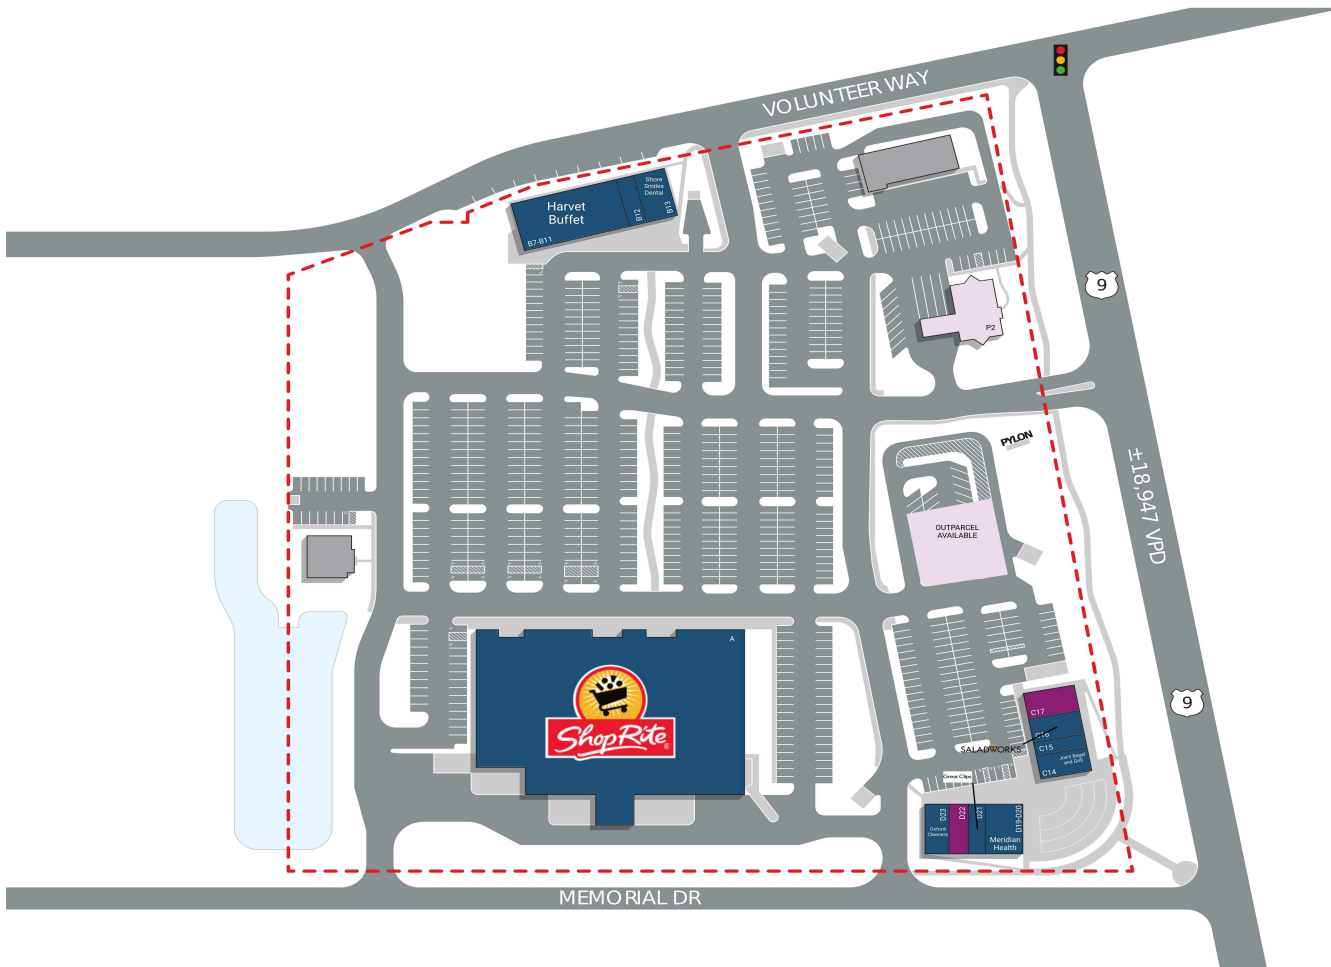 VOLUNTEER WAY
Shore
Smiles
Dental
Harvet
Buffet
B12
B13
B7-B11
9
P2
PYLON
±18,947 VPD
OUTPARCEL
AVAILABLE
A
ShopRite
®
9
C17
C16
SALADWORKS
C15
Joe's Bagel
and Grill
C14
Great Clips
D23
D22
D21
D19-D20
Oxford
Cleaners
Meridian
Health
MEMORIAL DR